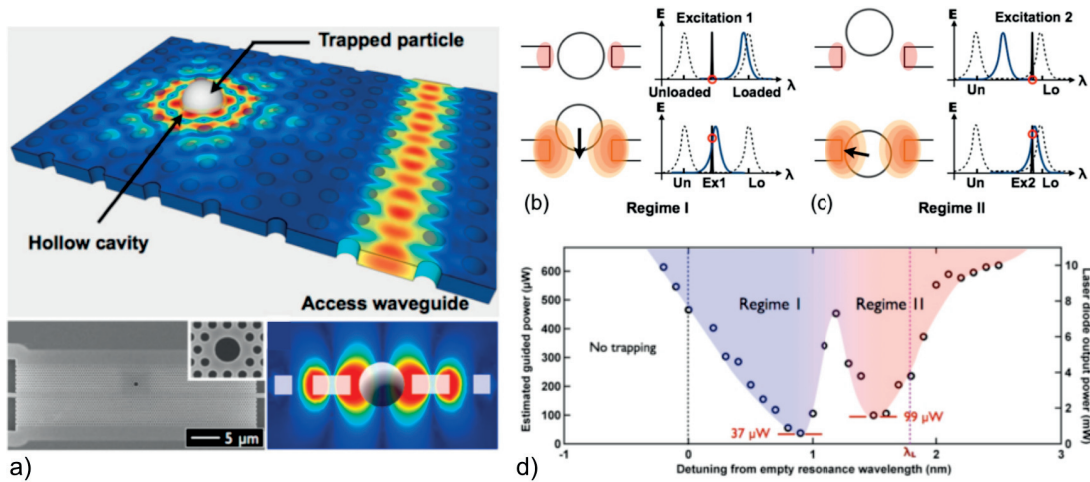 Trapped particle
Hollow cavity
Access waveguide
5 μm
a)
E
Excitation 1
Unloaded
Loaded
λ
E
Un
Ex1
Lo
λ
(b)
Regime I
E
Excitation 2
Un
Lo
λ
E
Un
Ex2
Lo
λ
(c)
Regime II
Estimated guided power (μW)
600
500
400
300
200
100
0
No trapping
Regime I
Regime II
37 μW
99 μW
10
8
6
4
2
0
Laser diode output power (mW)
-1
0
1
λL
2
3
Detuning from empty resonance wavelength (nm)
d)